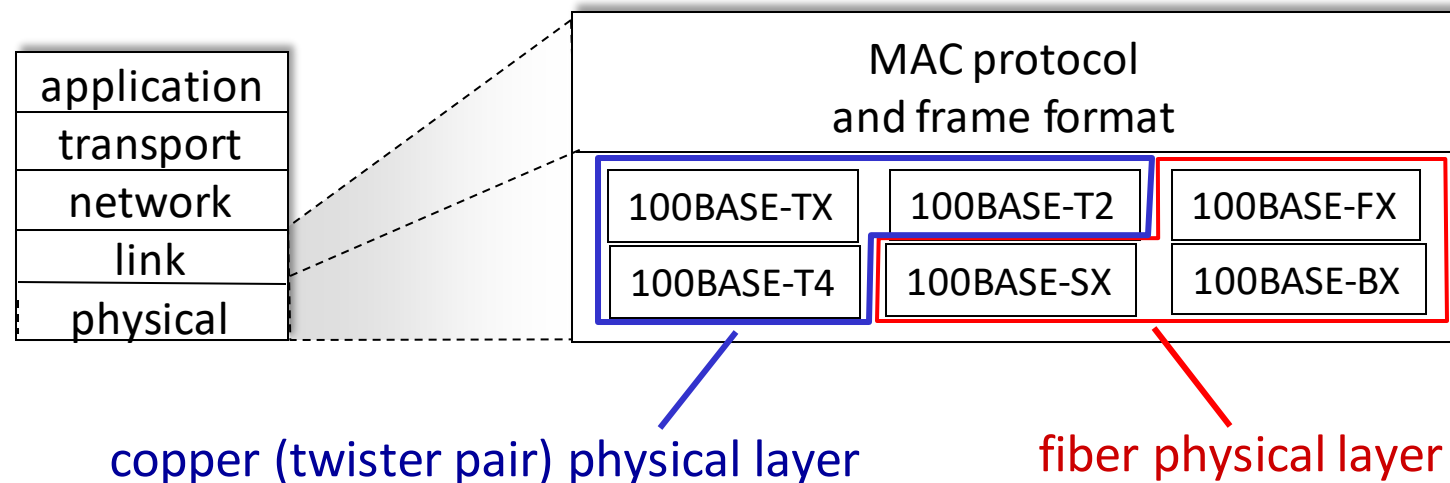 application
transport
network
link
physical
MAC protocol
and frame format
100BASE-TX
100BASE-T2
100BASE-FX
100BASE-T4
100BASE-SX
100BASE-BX
copper (twister pair) physical layer
fiber physical layer